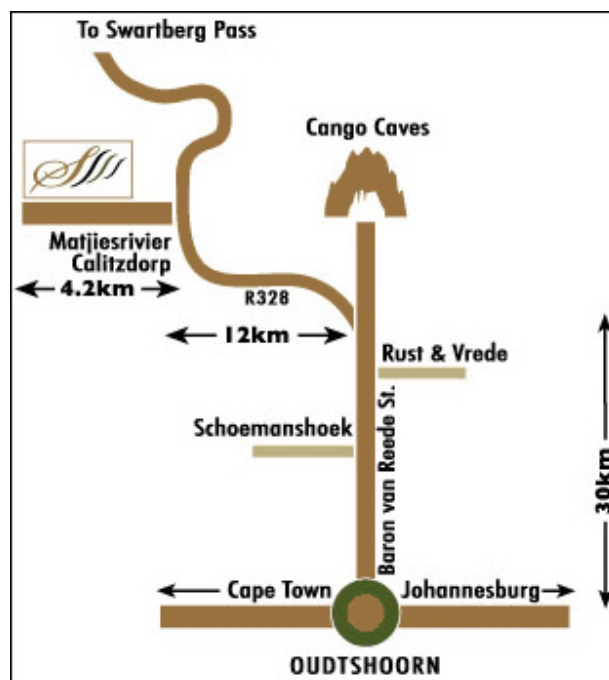 To Swartberg Pass
Cango Caves
Matjiesrivier
Calitzdorp
4.2km
R328
12km
Rust & Vrede
Schoemanshoek
Baron van Reede St.
30km
Cape Town
Johannesburg
OUDTSHOORN